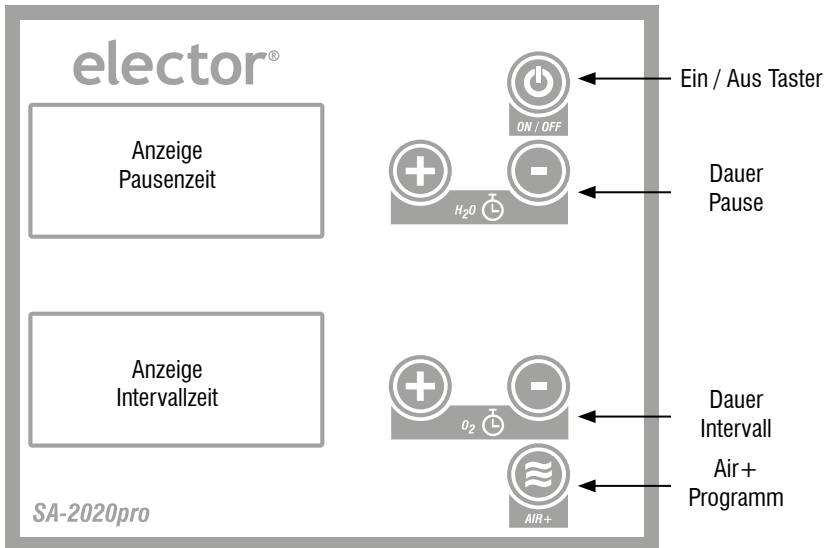 elector®
Ein / Aus Taster
ON / OFF
Anzeige
Pausenzeit
+ -
Dauer
Pause
H₂O
Anzeige
Intervallzeit
+ -
Dauer
Intervall
O₂
Air+
Programm
SA-2020pro
AIR+